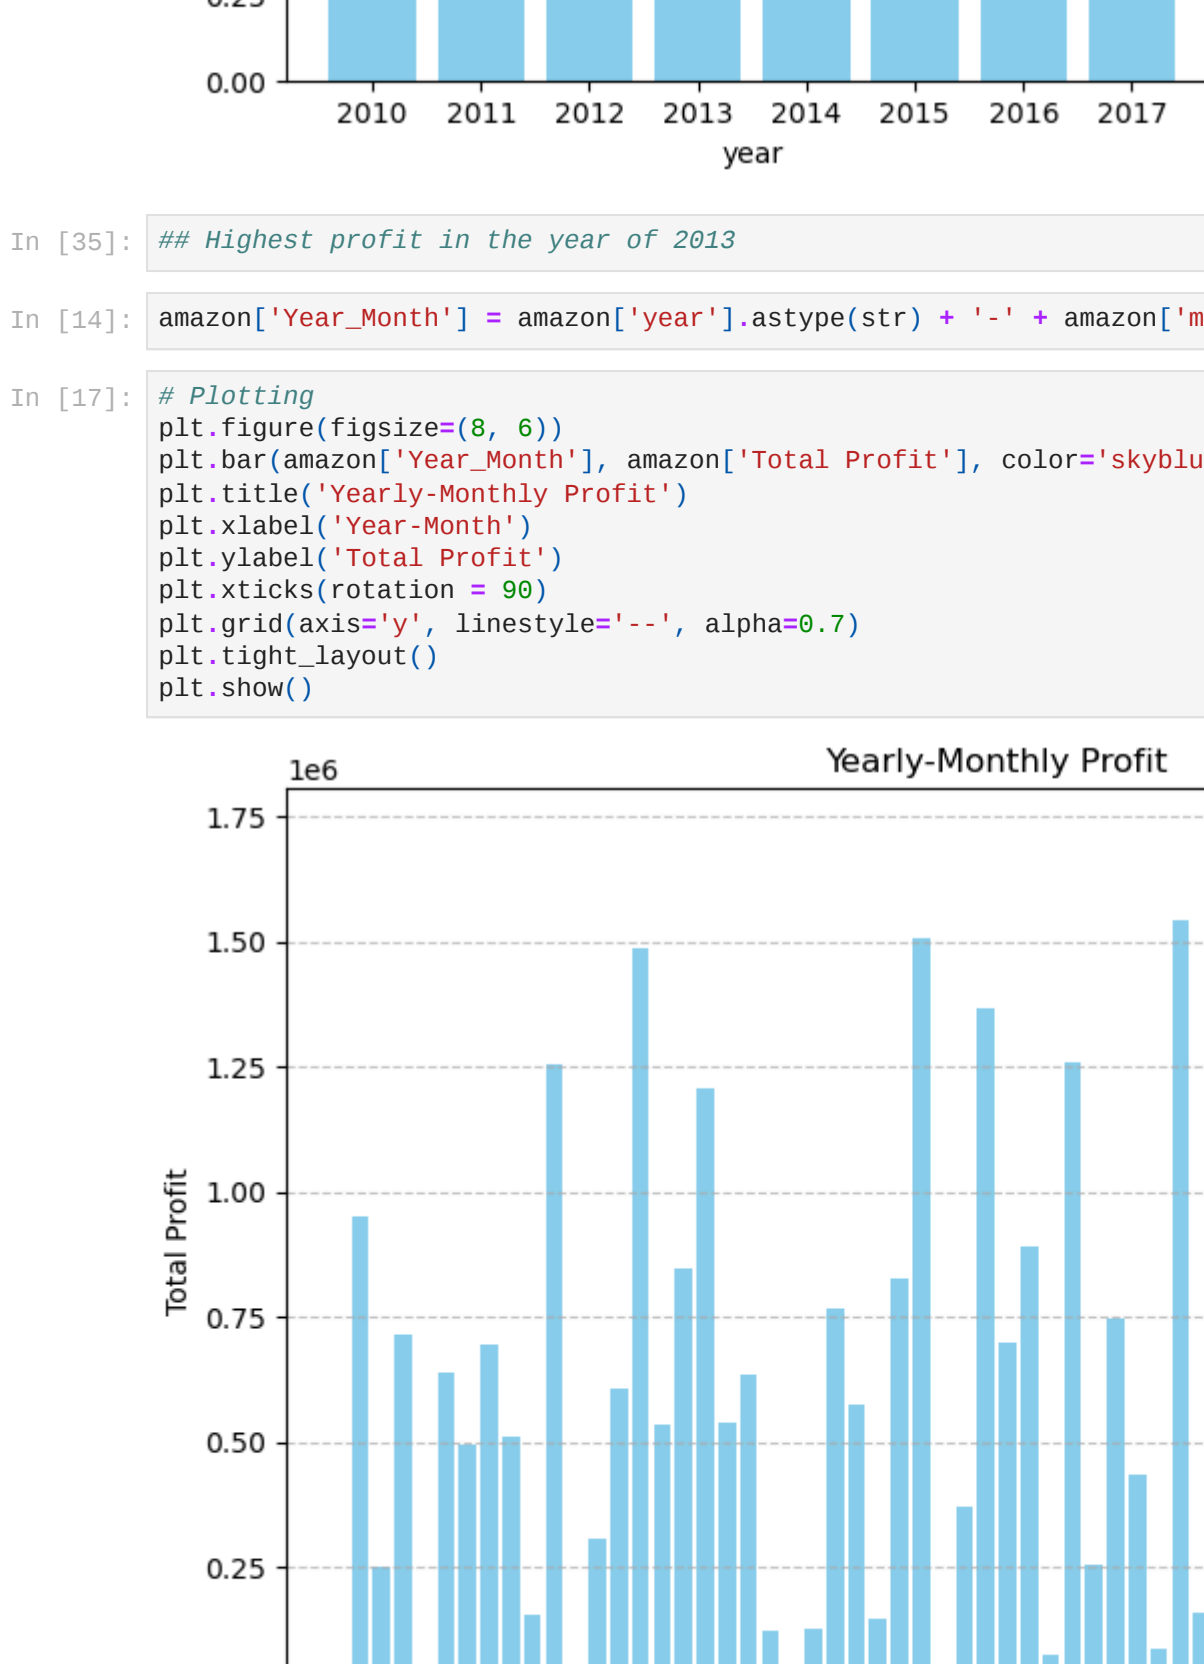 0.25
0.00
2010 2011 2012 2013 2014 2015 2016 2017
year
In [35]: ## Highest profit in the year of 2013
In [14]: amazon['Year_Month'] = amazon['year'].astype(str) + '-' + amazon['m
In [17]: # Plotting
plt.figure(figsize=(8, 6))
plt.bar(amazon['Year_Month'], amazon['Total Profit'], color='skyblu
plt.title('Yearly-Monthly Profit')
plt.xlabel('Year-Month')
plt.ylabel('Total Profit')
plt.xticks(rotation = 90)
plt.grid(axis='y', linestyle='--', alpha=0.7)
plt.tight_layout()
plt.show()
Yearly-Monthly Profit
1e6
1.75
1.50
1.25
1.00
Total Profit
0.75
0.50
0.25